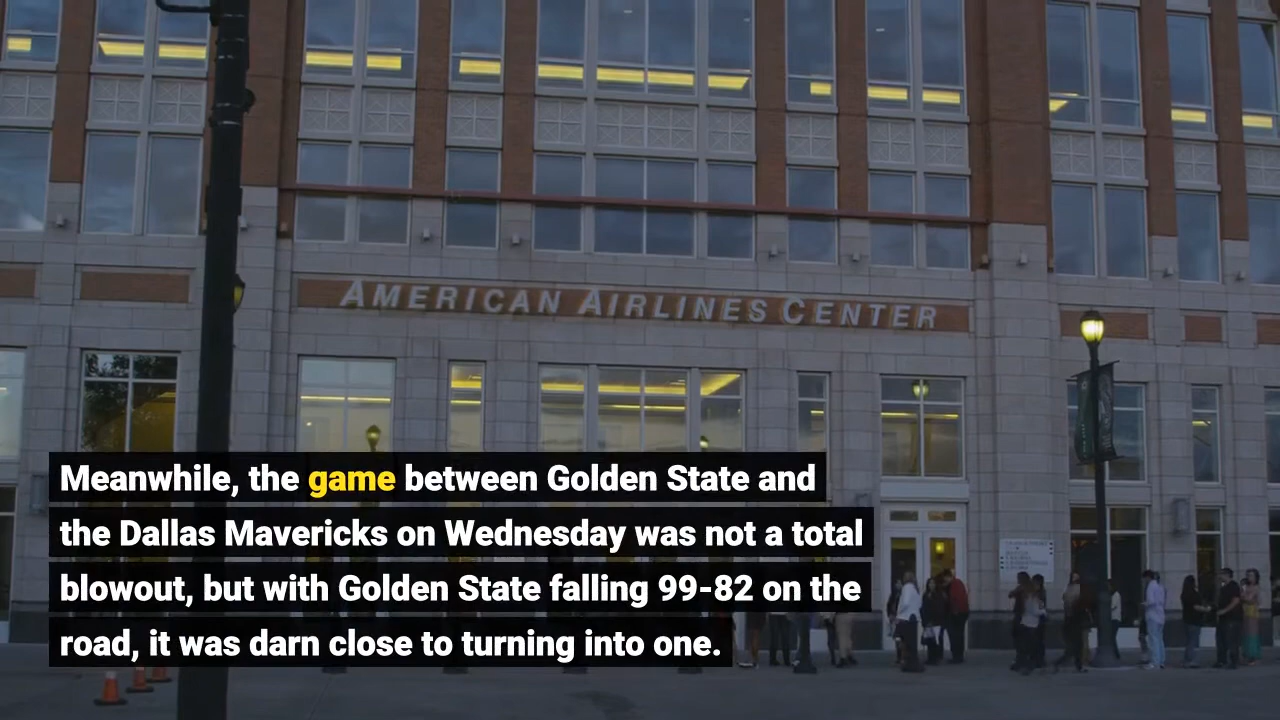 AMERICAN AIRLINES CENTER
Meanwhile, the game between Golden State and
the Dallas Mavericks on Wednesday was not a total
blowout, but with Golden State falling 99-82 on the
road, it was darn close to turning into one.